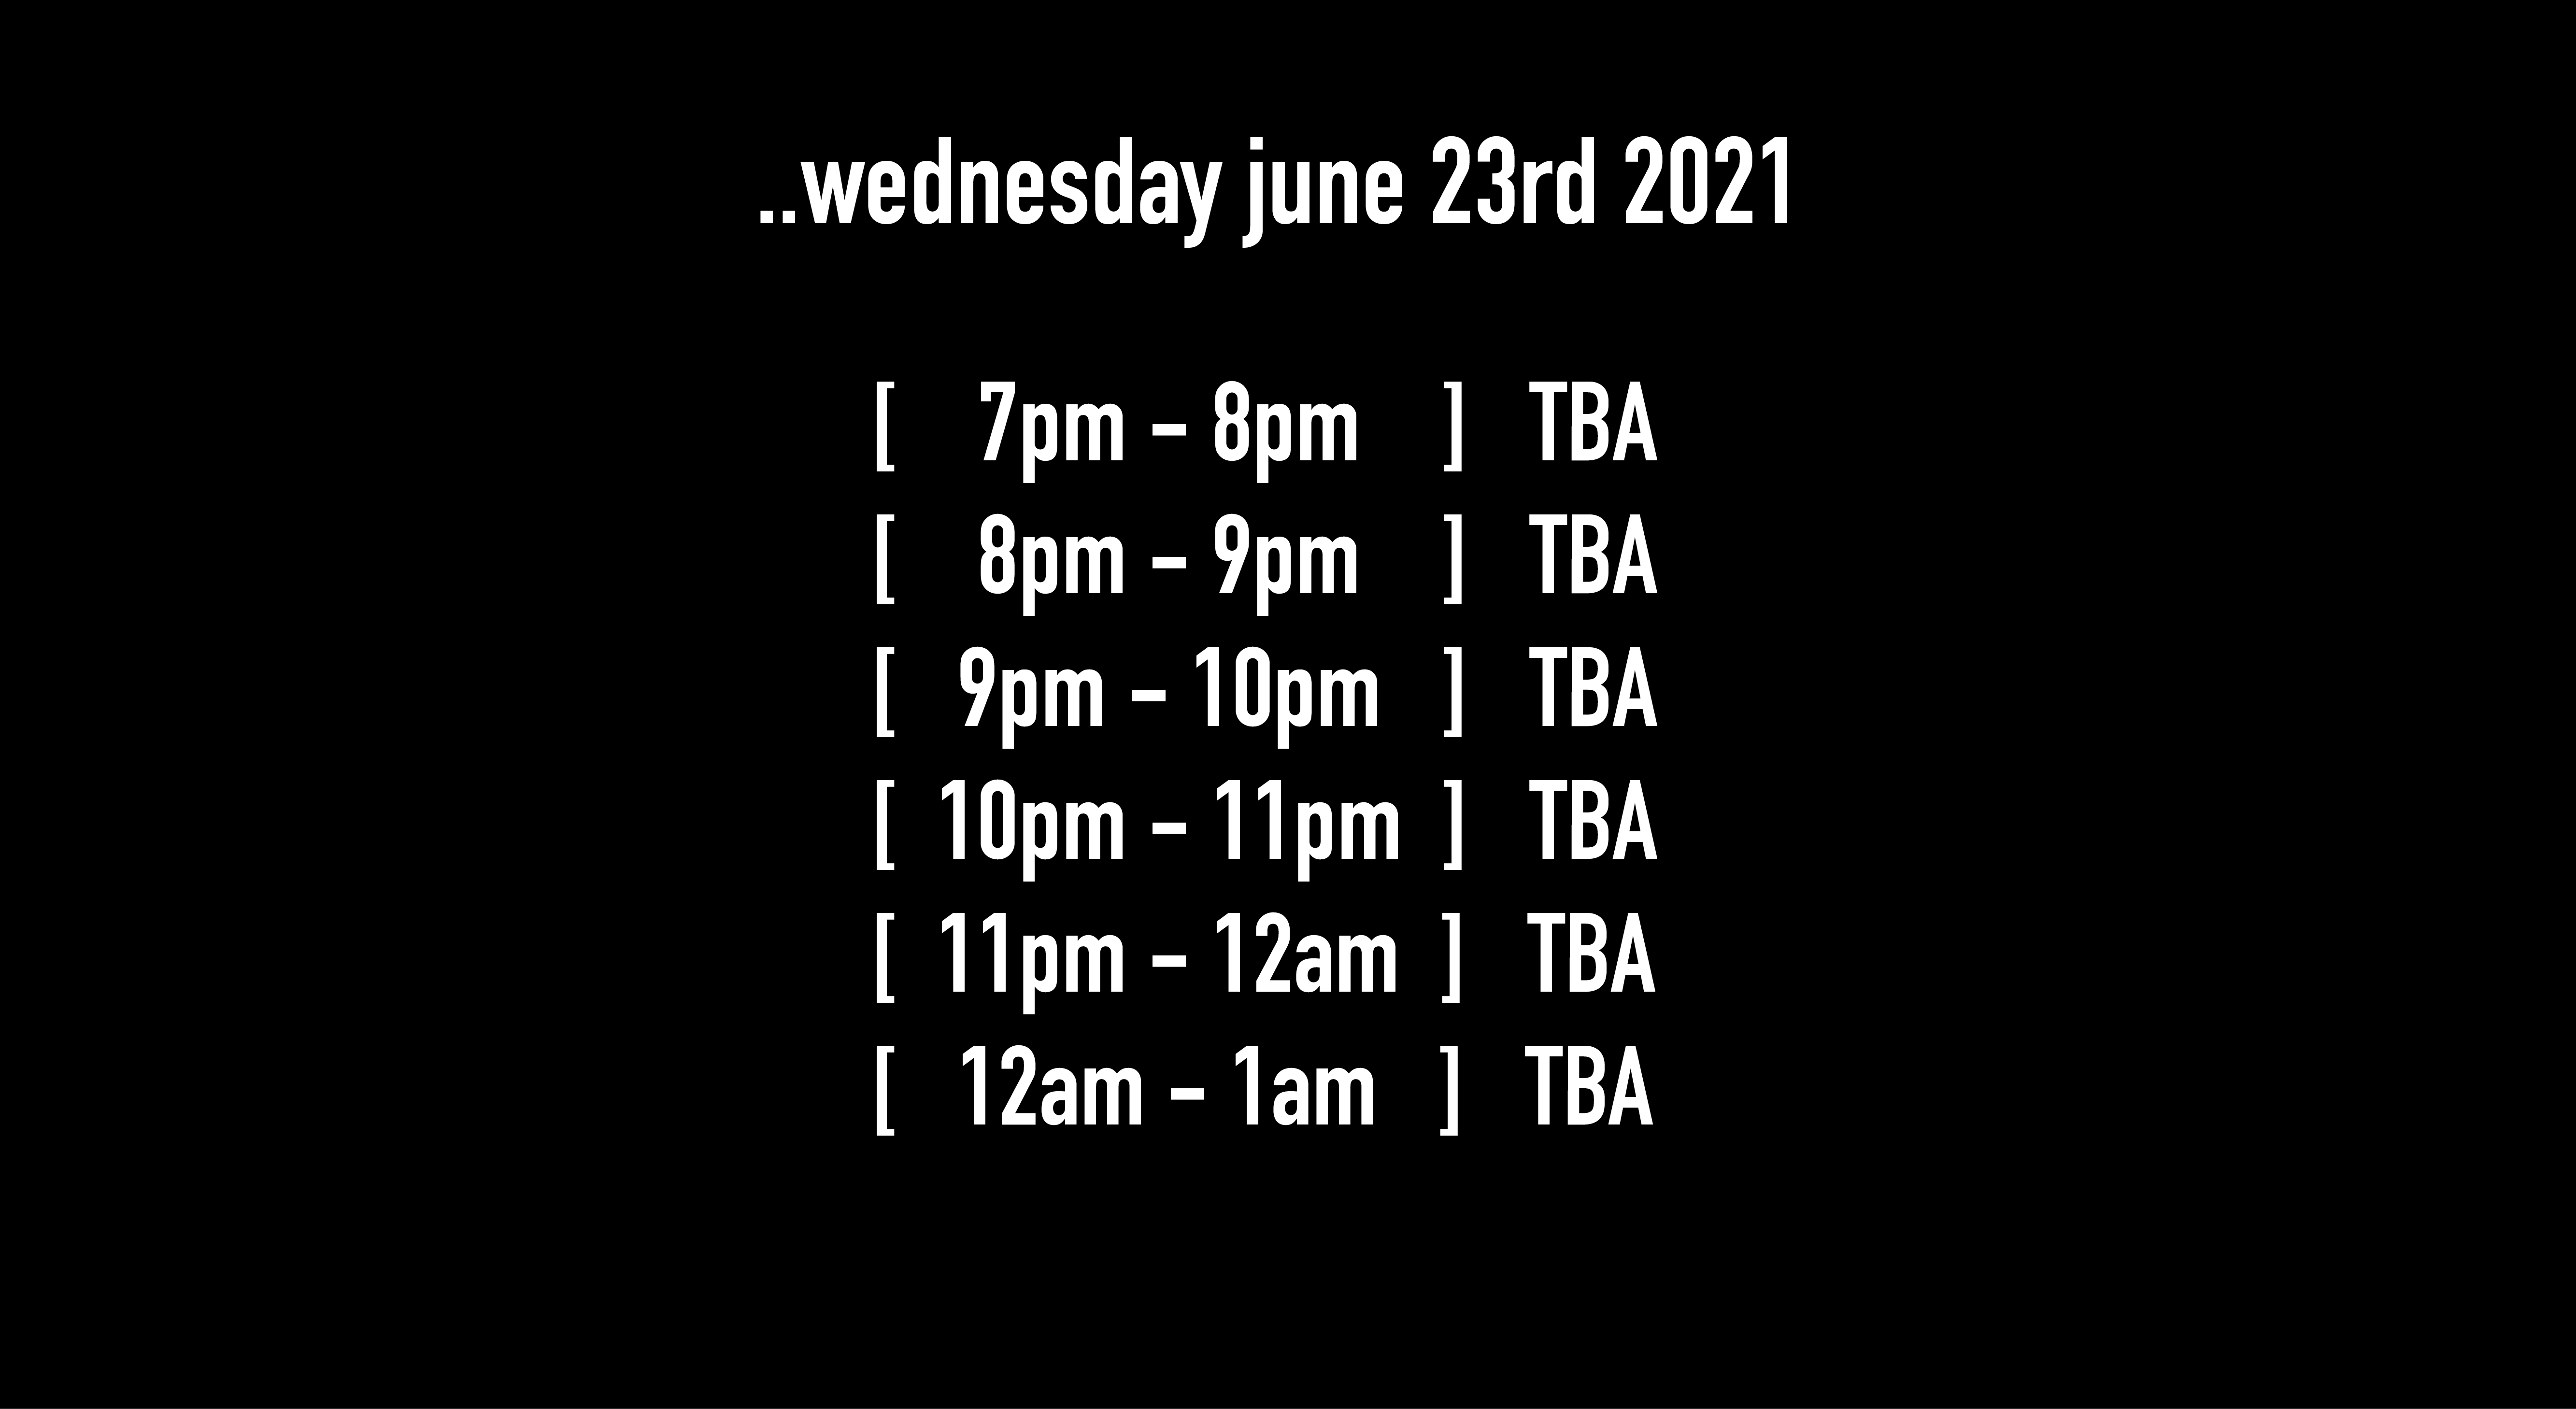 ..wednesday june 23rd 2021
[ 7pm - 8pm ] TBA
[ 8pm - 9pm ] TBA
[ 9pm - 10pm ] TBA
[ 10pm - 11pm ] TBA
[ 11pm - 12am ] TBA
[ 12am - 1am ] TBA